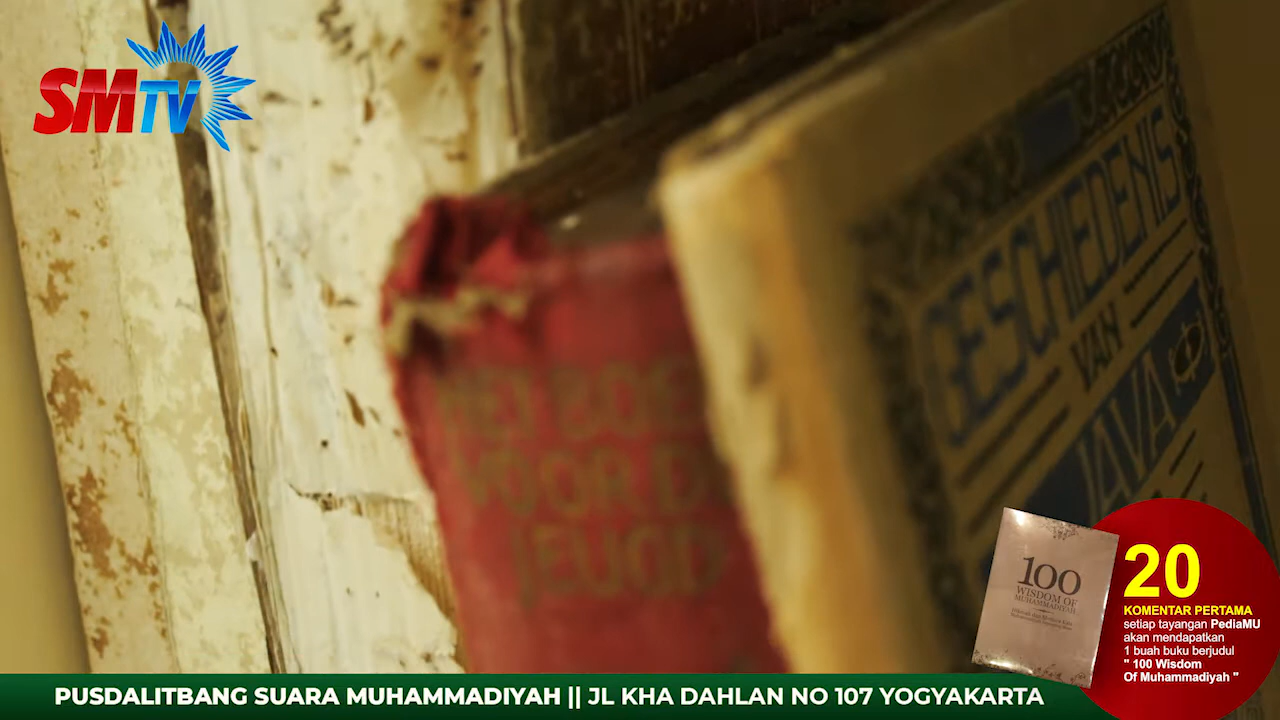 SMTV
HET BOEK
VOOR DE
JEUGD
GESCHIEDENIS
VAN
JAVA
100
WISDOM OF
MUHAMMADIYAH
20
KOMENTAR PERTAMA
setiap tayangan PediaMU
akan mendapatkan
1 buah buku berjudul
" 100 Wisdom
Of Muhammadiyah "
PUSDALITBANG SUARA MUHAMMADIYAH || JL KHA DAHLAN NO 107 YOGYAKARTA